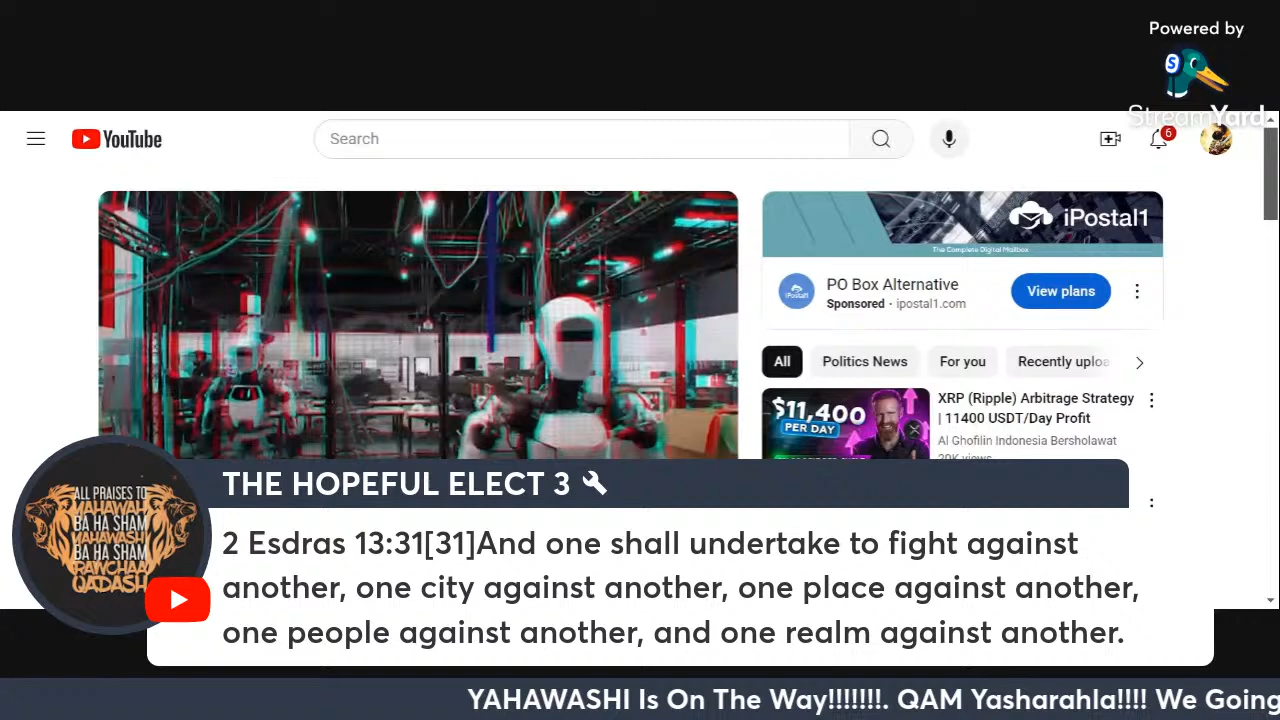 Powered by
StreamYard
YouTube
Search
6
iPostal1
The Complete Digital Mailbox
PO Box Alternative
Sponsored · ipostal1.com
View plans
All
Politics News
For you
Recently uploa
$11,400
PER DAY
XRP (Ripple) Arbitrage Strategy
| 11400 USDT/Day Profit
Al Ghofilin Indonesia Bersholawat
20K views
THE HOPEFUL ELECT 3
ALL PRAISES TO
MAHAWAH
BA HA SHAM
MAHAWASHI
BA HA SHAM
RAWCHAA
QADASH
2 Esdras 13:31[31]And one shall undertake to fight against
another, one city against another, one place against another,
one people against another, and one realm against another.
YAHAWASHI Is On The Way!!!!!!!. QAM Yasharahla!!!! We Going